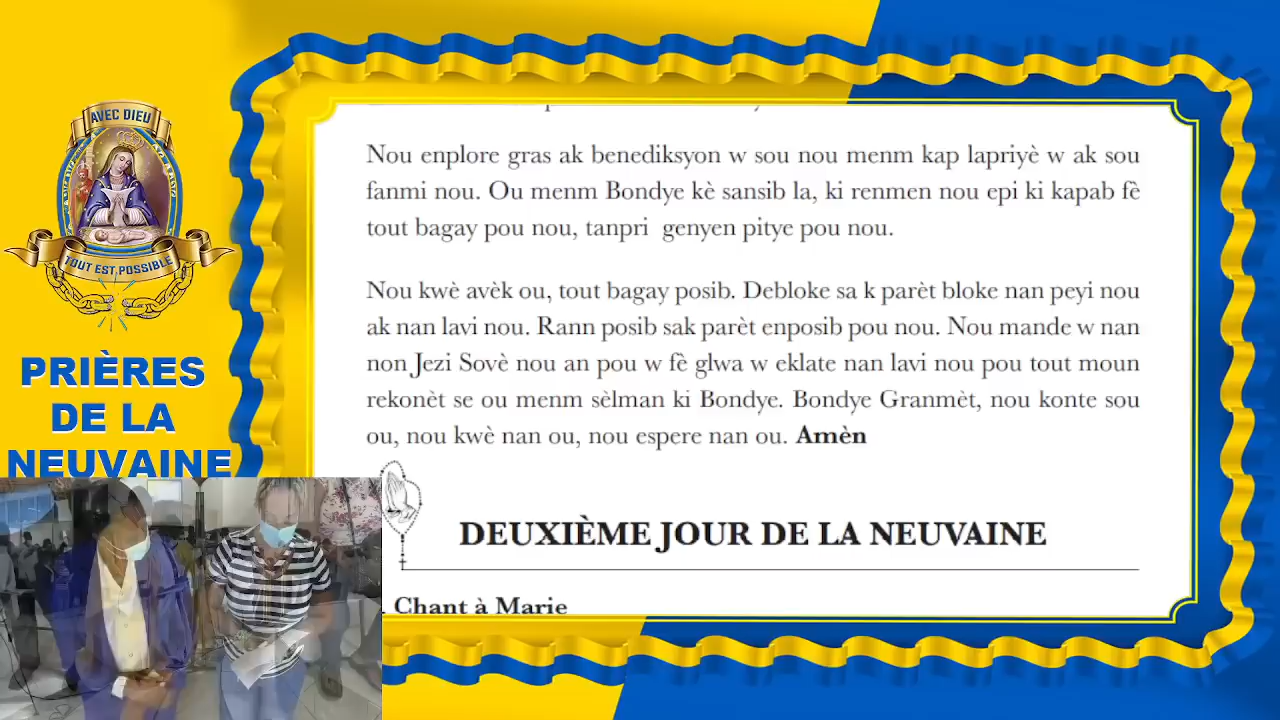 AVEC DIEU
TOUT EST POSSIBLE
PRIÈRES
DE LA
NEUVAINE
Nou enplore gras ak benediksyon w sou nou menm kap lapriyè w ak sou
fanmi nou. Ou menm Bondye kè sansib la, ki renmen nou epi ki kapab fè
tout bagay pou nou, tanpri genyen pitye pou nou.
Nou kwè avèk ou, tout bagay posib. Debloke sa k parèt bloke nan peyi nou
ak nan lavi nou. Rann posib sak parèt enposib pou nou. Nou mande w nan
non Jezi Sovè nou an pou w fè glwa w eklate nan lavi nou pou tout moun
rekonèt se ou menm sèlman ki Bondye. Bondye Granmèt, nou konte sou
ou, nou kwè nan ou, nou espere nan ou. Amèn
DEUXIÈME JOUR DE LA NEUVAINE
. Chant à Marie